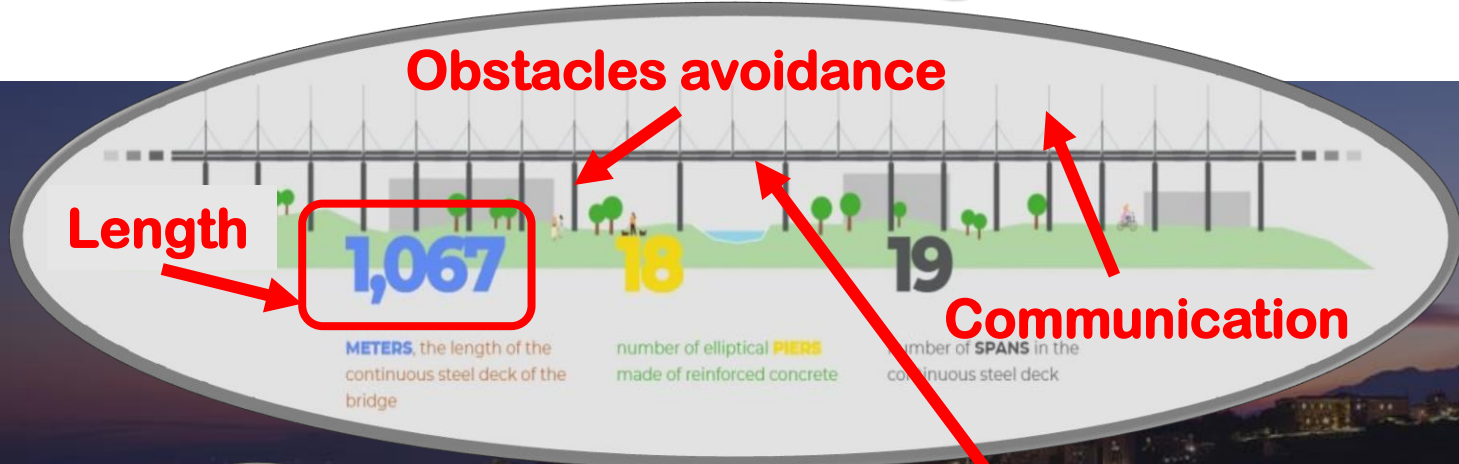 Obstacles avoidance
Length
1,067
18
19
Communication
METERS, the length of the
continuous steel deck of the
bridge
number of elliptical PIERS
made of reinforced concrete
number of SPANS in the
continuous steel deck